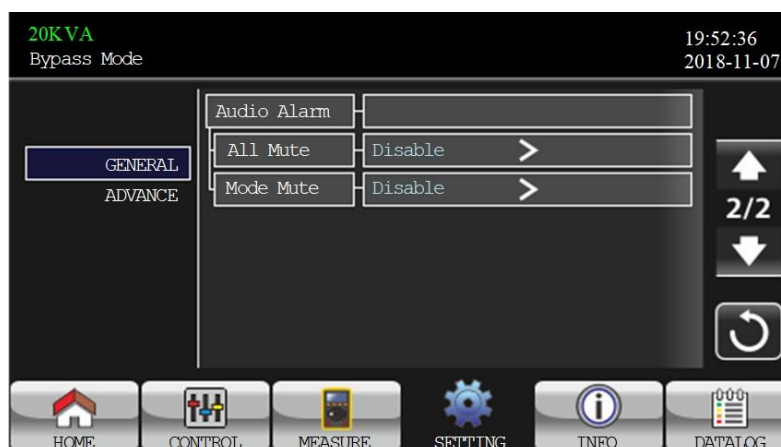 20KVA
Bypass Mode
19:52:36
2018-11-07
GENERAL
ADVANCE
Audio Alarm
All Mute
Disable
Mode Mute
Disable
2/2
HOME
CONTROL
MEASURE
SETTING
INFO
DATALOG